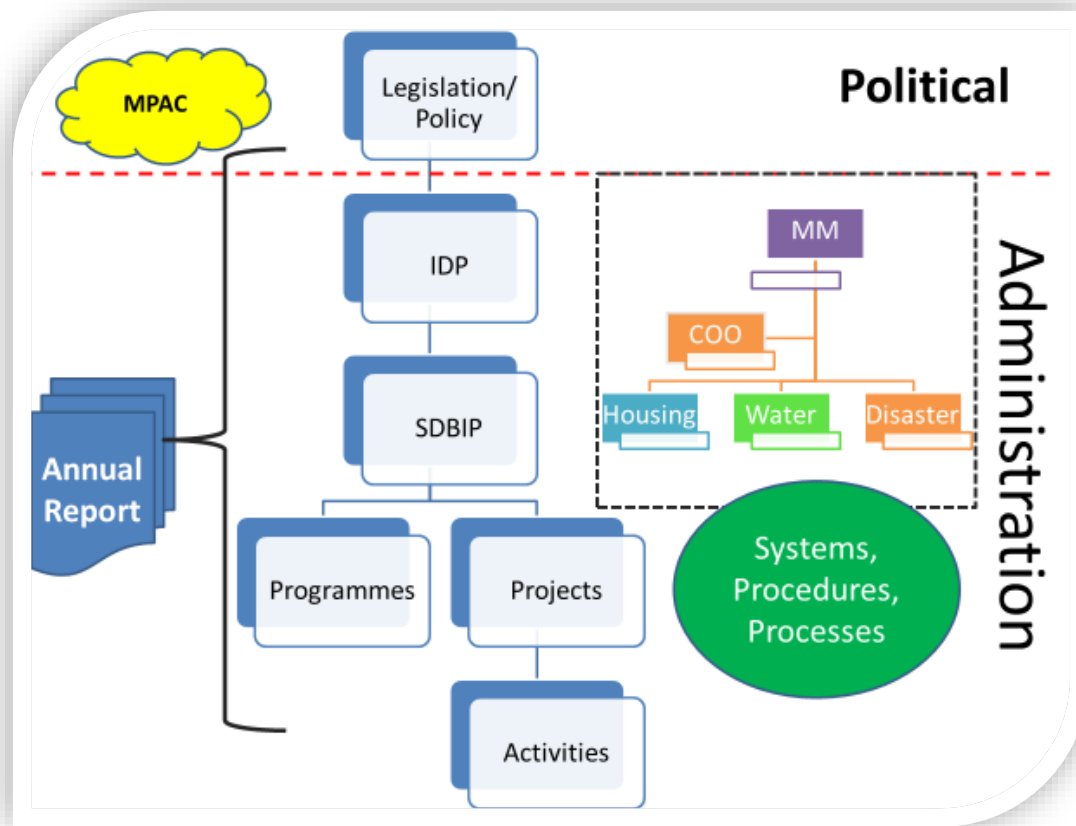 MPAC
Legislation/
Policy
Political
IDP
MM
COO
SDBIP
Housing
Water
Disaster
Administration
Annual
Report
Programmes
Projects
Systems,
Procedures,
Processes
Activities